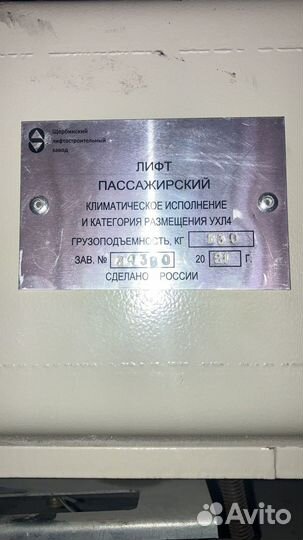 Щербинский
лифтостроительный
завод
ЛИФТ
ПАССАЖИРСКИЙ
КЛИМАТИЧЕСКОЕ ИСПОЛНЕНИЕ
И КАТЕГОРИЯ РАЗМЕЩЕНИЯ УХЛ4
ГРУЗОПОДЪЕМНОСТЬ, КГ
ЗАВ. № 20 Г.
СДЕЛАНО РОССИИ
Avito